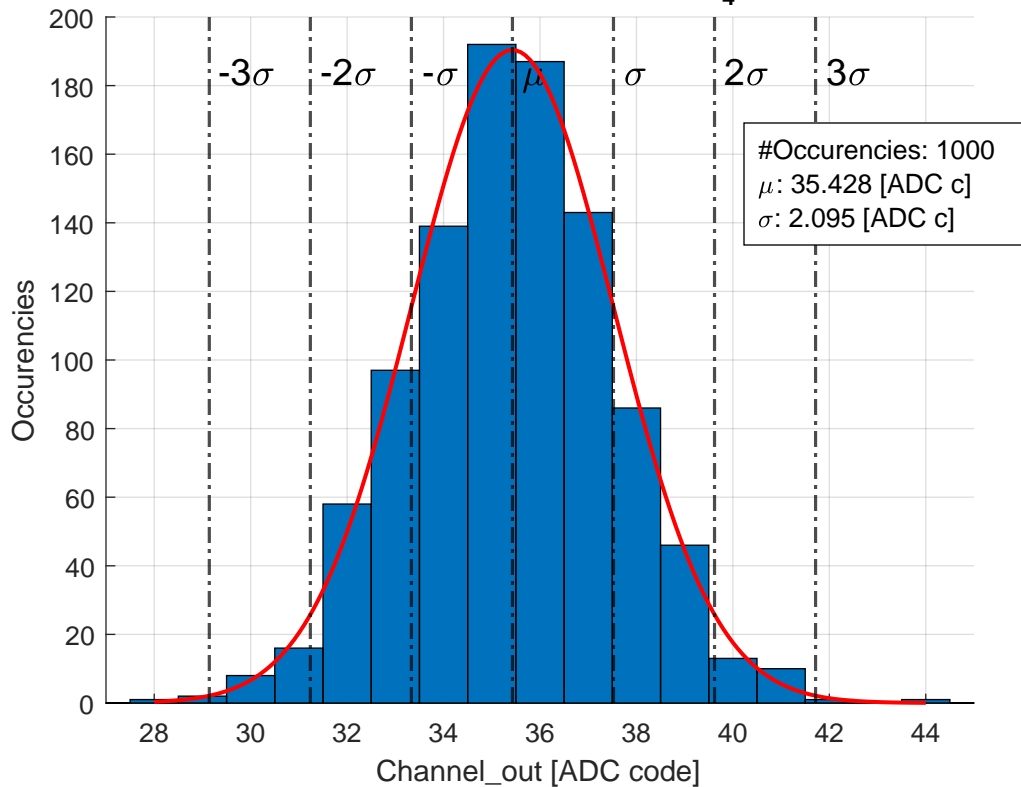 4
200
180
160
140
120
100
80
60
40
20
0
Occurencies
-3σ
-2σ
-σ
μ
σ
2σ
3σ
#Occurencies: 1000
μ: 35.428 [ADC c]
σ: 2.095 [ADC c]
28 30 32 34 36 38 40 42 44
Channel_out [ADC code]